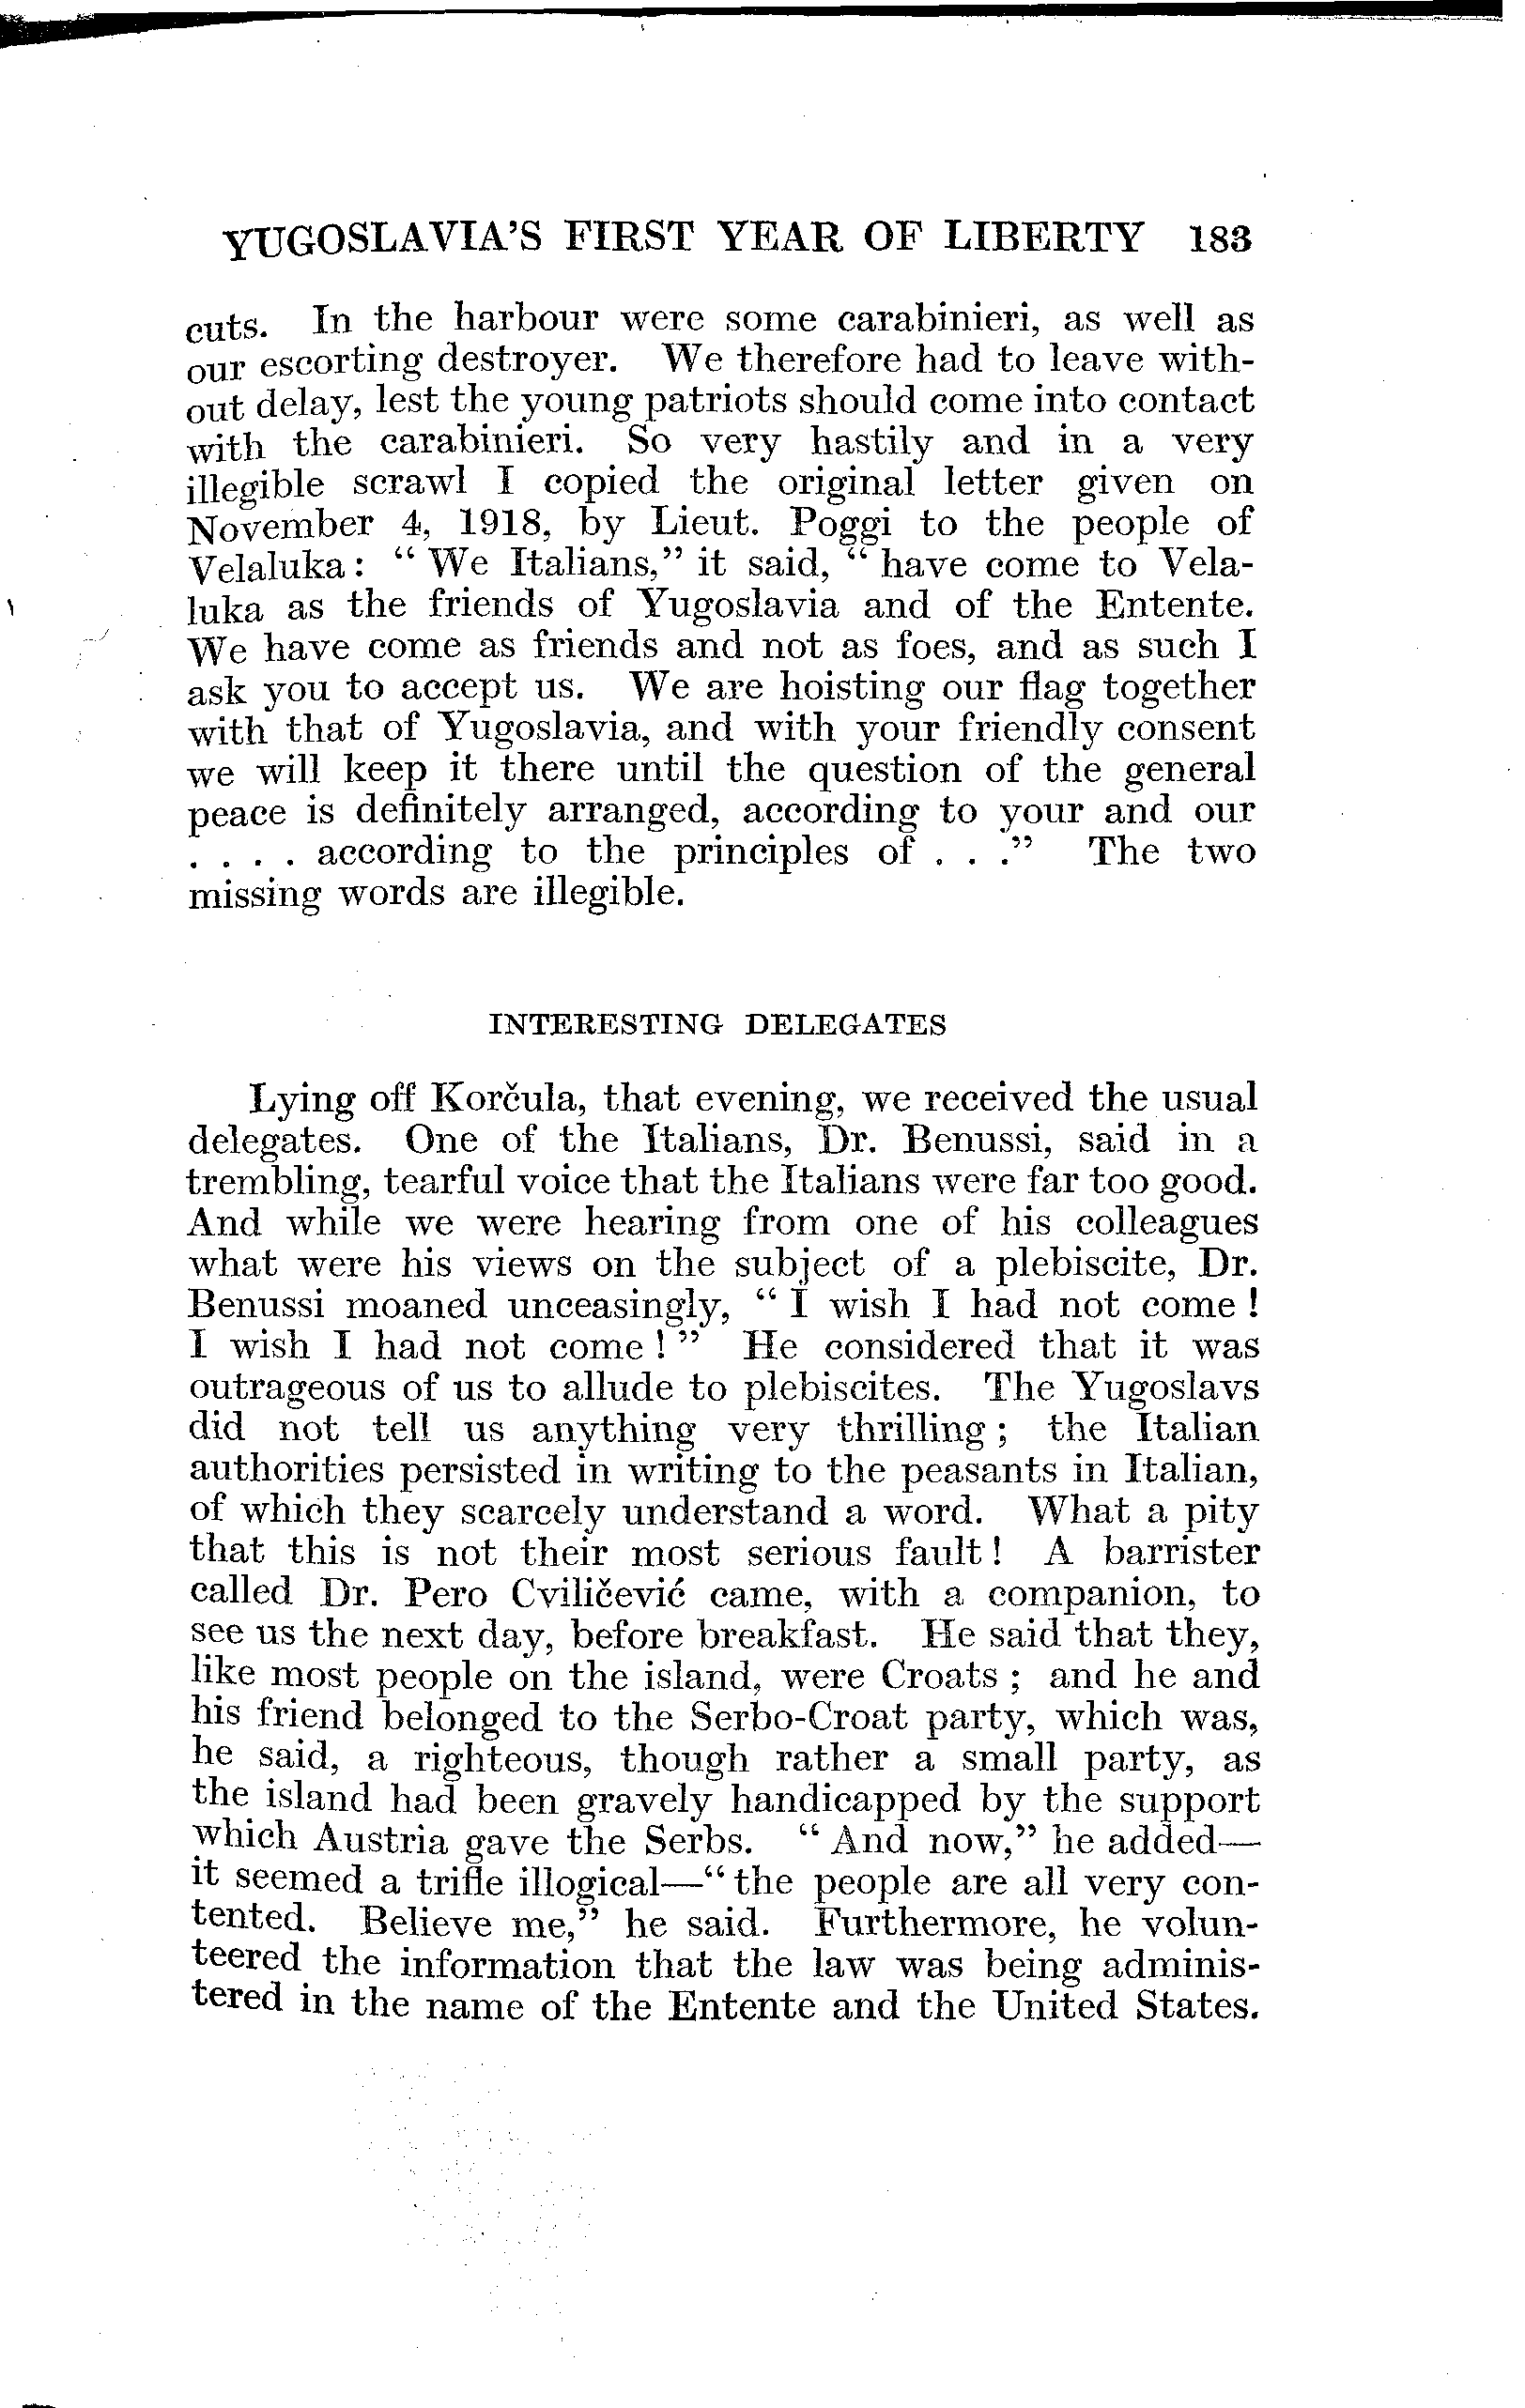 YUGOSLAVIA'S FIRST YEAR OF LIBERTY 183
cuts. In the harbour were some carabinieri, as well as
our escorting destroyer. We therefore had to leave with-
out delay, lest the young patriots should come into contact
with the carabinieri. So very hastily and in a very
illegible scrawl I copied the original letter given on
November 4, 1918, by Lieut. Poggi to the people of
Velaluka: " We Italians," it said, " have come to Vela-
luka as the friends of Yugoslavia and of the Entente.
We have come as friends and not as foes, and as such I
ask you to accept us. We are hoisting our flag together
with that of Yugoslavia, and with your friendly consent
we will keep it there until the question of the general
peace is definitely arranged, according to your and our
. . . . according to the principles of . . ." The two
missing words are illegible.
INTERESTING DELEGATES
Lying off Korčula, that evening, we received the usual
delegates. One of the Italians, Dr. Benussi, said in a
trembling, tearful voice that the Italians were far too good.
And while we were hearing from one of his colleagues
what were his views on the subject of a plebiscite, Dr.
Benussi moaned unceasingly, " I wish I had not come !
I wish I had not come ! " He considered that it was
outrageous of us to allude to plebiscites. The Yugoslavs
did not tell us anything very thrilling ; the Italian
authorities persisted in writing to the peasants in Italian,
of which they scarcely understand a word. What a pity
that this is not their most serious fault! A barrister
called Dr. Pero Cviličević came, with a companion, to
see us the next day, before breakfast. He said that they,
like most people on the island, were Croats ; and he and
his friend belonged to the Serbo-Croat party, which was,
he said, a righteous, though rather a small party, as
the island had been gravely handicapped by the support
which Austria gave the Serbs. " And now," he added—
it seemed a trifle illogical—" the people are all very con-
tented. Believe me," he said. Furthermore, he volun-
teered the information that the law was being adminis-
tered in the name of the Entente and the United States.